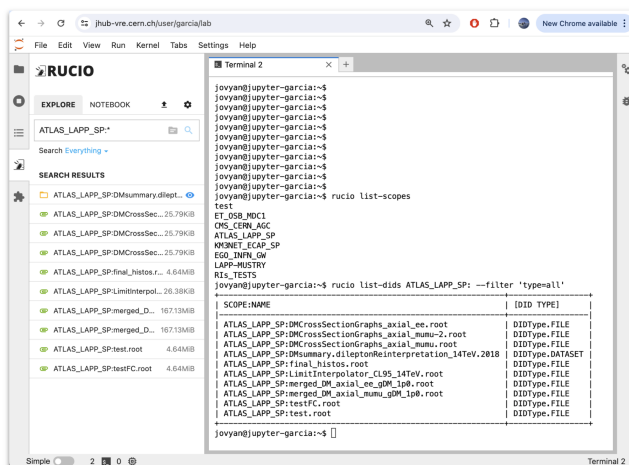 jhub-vre.cern.ch/user/garcia/lab
New Chrome available
File Edit View Run Kernel Tabs Settings Help
RUCIO
EXPLORE NOTEBOOK
ATLAS_LAPP_SP:*
Search Everything
SEARCH RESULTS
ATLAS_LAPP_SP:DMsummary.dilept...
ATLAS_LAPP_SP:DMCrossSec... 25.79KiB
ATLAS_LAPP_SP:DMCrossSec... 25.79KiB
ATLAS_LAPP_SP:DMCrossSec... 25.79KiB
ATLAS_LAPP_SP:final_histos.r... 4.64MiB
ATLAS_LAPP_SP:LimitInterpol... 26.38KiB
ATLAS_LAPP_SP:merged_D... 167.13MiB
ATLAS_LAPP_SP:merged_D... 167.13MiB
ATLAS_LAPP_SP:test.root 4.64MiB
ATLAS_LAPP_SP:testFC.root 4.64MiB
Terminal 2
jovyan@jupyter-garcia:~$
jovyan@jupyter-garcia:~$
jovyan@jupyter-garcia:~$
jovyan@jupyter-garcia:~$
jovyan@jupyter-garcia:~$
jovyan@jupyter-garcia:~$
jovyan@jupyter-garcia:~$
jovyan@jupyter-garcia:~$
jovyan@jupyter-garcia:~$
jovyan@jupyter-garcia:~$
jovyan@jupyter-garcia:~$ rucio list-scopes
test
ET_OSB_MDC1
CMS_CERN_AGC
ATLAS_LAPP_SP
KM3NET_ECAP_SP
EGO_INFN_GW
LAPP-MUSTRY
RIs_TESTS
jovyan@jupyter-garcia:~$ rucio list-dids ATLAS_LAPP_SP: --filter 'type=all'
| SCOPE:NAME | [DID TYPE] |
| ATLAS_LAPP_SP:DMCrossSectionGraphs_axial_ee.root | DIDType.FILE |
| ATLAS_LAPP_SP:DMCrossSectionGraphs_axial_mumu-2.root | DIDType.FILE |
| ATLAS_LAPP_SP:DMCrossSectionGraphs_axial_mumu.root | DIDType.FILE |
| ATLAS_LAPP_SP:DMsummary.dileptonReinterpretation_14TeV.2018 | DIDType.DATASET |
| ATLAS_LAPP_SP:final_histos.root | DIDType.FILE |
| ATLAS_LAPP_SP:LimitInterpolator_CL95_14TeV.root | DIDType.FILE |
| ATLAS_LAPP_SP:merged_DM_axial_ee_gDM_1p0.root | DIDType.FILE |
| ATLAS_LAPP_SP:merged_DM_axial_mumu_gDM_1p0.root | DIDType.FILE |
| ATLAS_LAPP_SP:testFC.root | DIDType.FILE |
| ATLAS_LAPP_SP:test.root | DIDType.FILE |
jovyan@jupyter-garcia:~$
Simple 2 0 Terminal 2